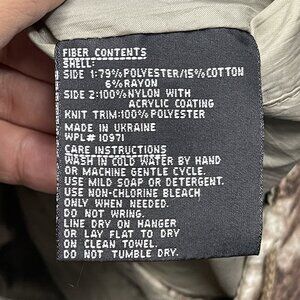 FIBER CONTENTS
SHELL:
SIDE 1:79% POLYESTER/15% COTTON
6% RAYON
SIDE 2:100% NYLON WITH
ACRYLIC COATING
KNIT TRIM:100% POLYESTER
MADE IN UKRAINE
WPL# 10971
CARE INSTRUCTIONS
WASH IN COLD WATER BY HAND
OR MACHINE GENTLE CYCLE.
USE MILD SOAP OR DETERGENT.
USE NON-CHLORINE BLEACH
ONLY WHEN NEEDED.
DO NOT WRING.
LINE DRY ON HANGER
OR LAY FLAT TO DRY
ON CLEAN TOWEL.
DO NOT TUMBLE DRY.